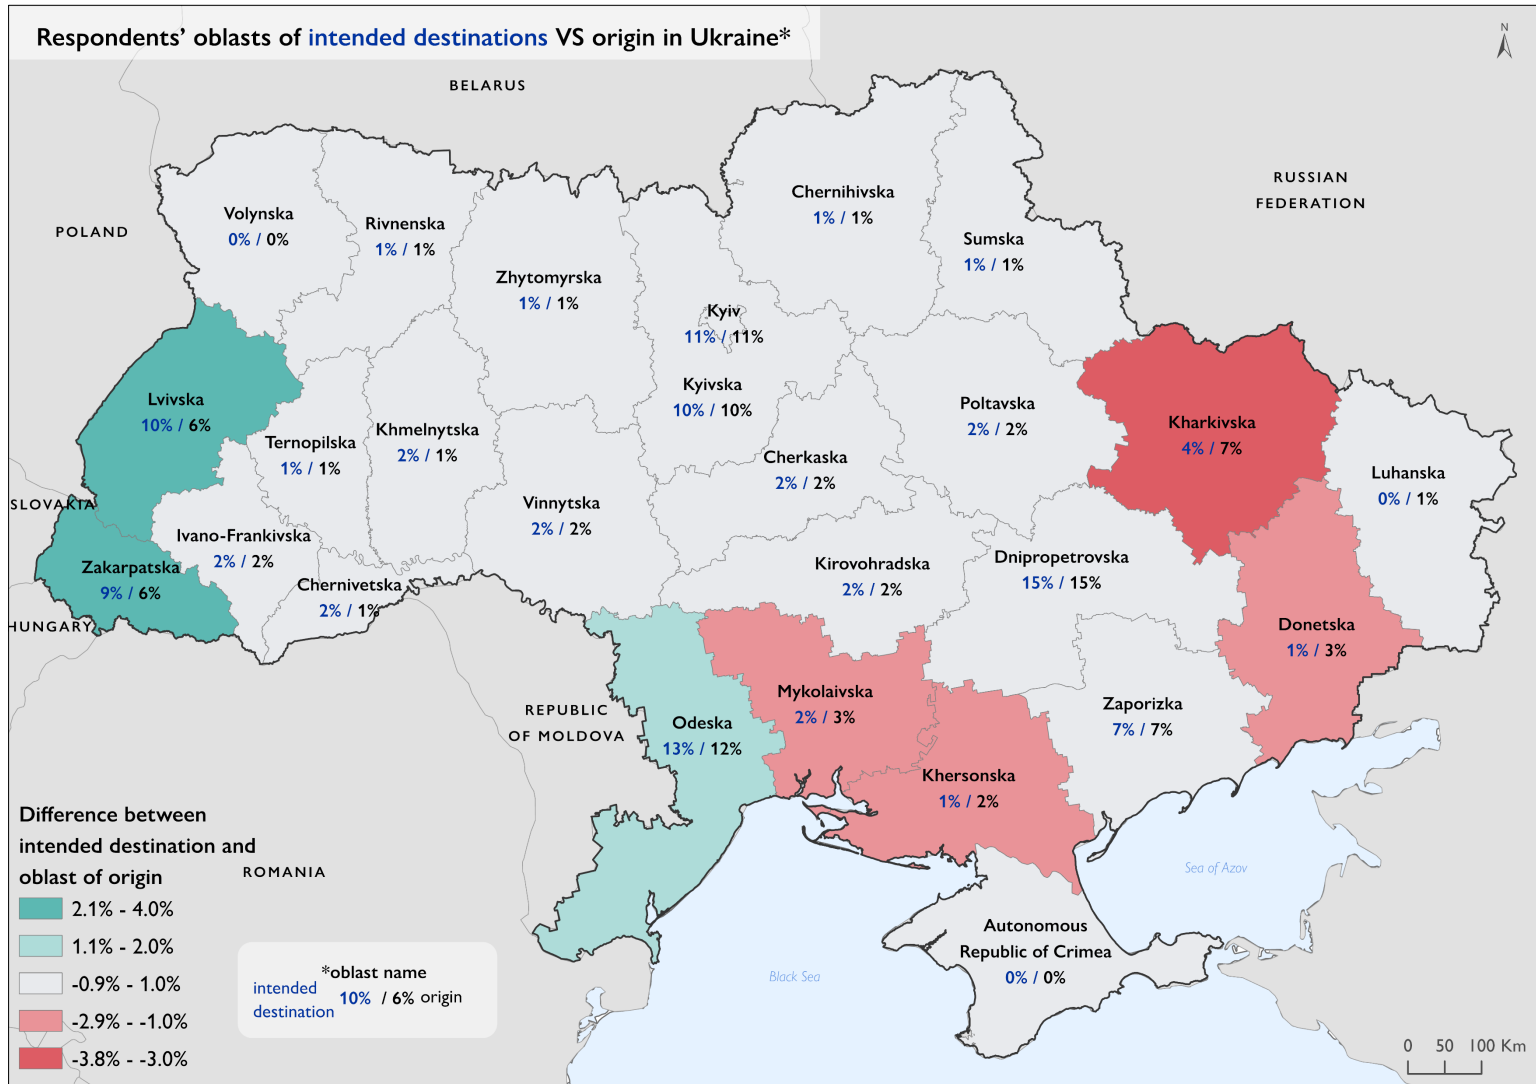 Respondents' oblasts of intended destinations VS origin in Ukraine*
N
BELARUS
RUSSIAN
FEDERATION
POLAND
Volynska
0% / 0%
Rivnenska
1% / 1%
Zhytomyrska
1% / 1%
Chernihivska
1% / 1%
Sumska
1% / 1%
Kyiv
11% / 11%
Kyivska
10% / 10%
Lvivska
10% / 6%
Ternopilska
1% / 1%
Khmelnytska
2% / 1%
Poltavska
2% / 2%
Kharkivska
4% / 7%
Luhanska
0% / 1%
Cherkaska
2% / 2%
Vinnytska
2% / 2%
SLOVAKIA
Ivano-Frankivska
2% / 2%
Zakarpatska
9% / 6%
Chernivetska
2% / 1%
HUNGARY
Kirovohradska
2% / 2%
Dnipropetrovska
15% / 15%
Donetska
1% / 3%
REPUBLIC
OF MOLDOVA
Odeska
13% / 12%
Mykolaivska
2% / 3%
Zaporizka
7% / 7%
Khersonska
1% / 2%
ROMANIA
Sea of Azov
Black Sea
Autonomous
Republic of Crimea
0% / 0%
Difference between
intended destination and
oblast of origin
2.1% - 4.0%
1.1% - 2.0%
-0.9% - 1.0%
-2.9% - -1.0%
-3.8% - -3.0%
*oblast name
intended
destination
10% / 6% origin
0 50 100 Km